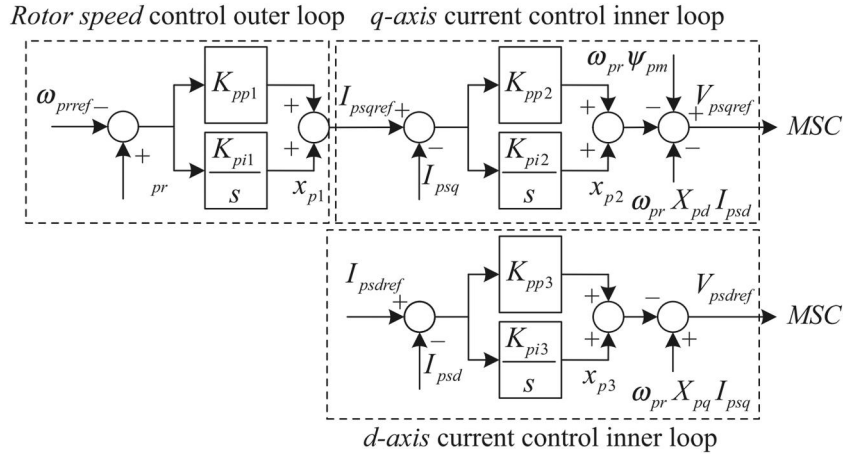 Rotor speed control outer loop
q-axis current control inner loop
ω_prref
−
+
pr
K_pp1
K_pi1
s
+
+
x_p1
I_psqref
+
−
I_psq
K_pp2
K_pi2
s
+
+
x_p2
ω_pr ψ_pm
−
+
−
V_psqref
MSC
ω_pr X_pd I_psd
I_psdref
+
−
I_psd
K_pp3
K_pi3
s
+
+
x_p3
−
+
V_psdref
MSC
ω_pr X_pq I_psq
d-axis current control inner loop